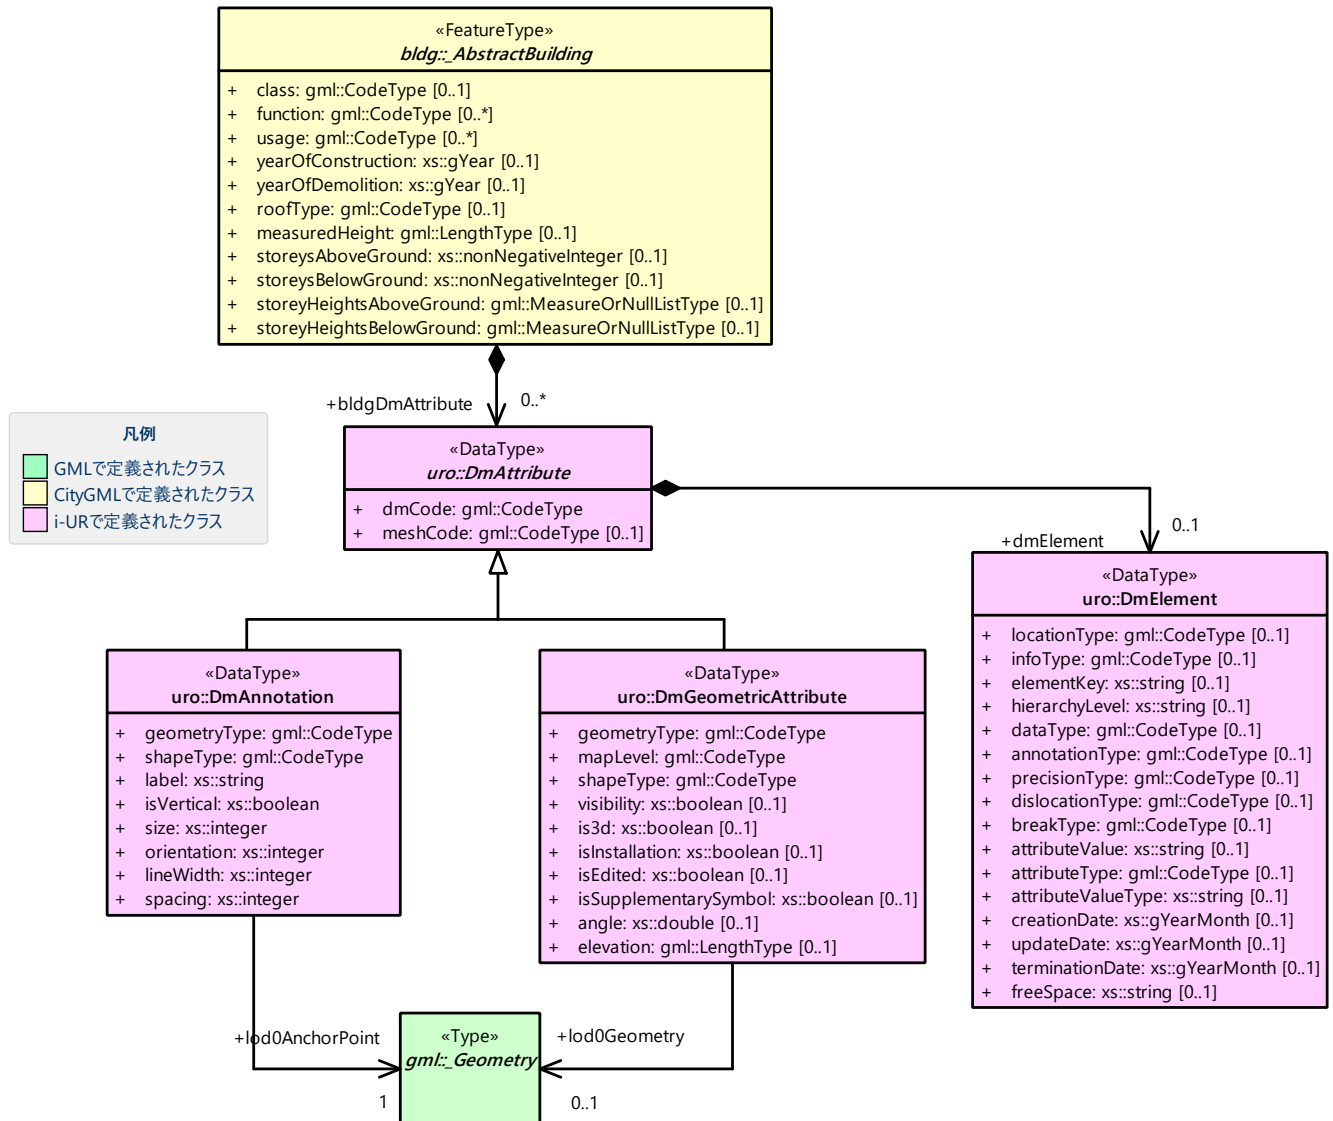 «FeatureType»
bldg::_AbstractBuilding
+ class: gml::CodeType [0..1]
+ function: gml::CodeType [0..*]
+ usage: gml::CodeType [0..*]
+ yearOfConstruction: xs::gYear [0..1]
+ yearOfDemolition: xs::gYear [0..1]
+ roofType: gml::CodeType [0..1]
+ measuredHeight: gml::LengthType [0..1]
+ storeysAboveGround: xs::nonNegativeInteger [0..1]
+ storeysBelowGround: xs::nonNegativeInteger [0..1]
+ storeyHeightsAboveGround: gml::MeasureOrNullListType [0..1]
+ storeyHeightsBelowGround: gml::MeasureOrNullListType [0..1]
+bldgDmAttribute
0..*
凡例
GMLで定義されたクラス
CityGMLで定義されたクラス
i-URで定義されたクラス
«DataType»
uro::DmAttribute
+ dmCode: gml::CodeType
+ meshCode: gml::CodeType [0..1]
+dmElement
0..1
«DataType»
uro::DmElement
+ locationType: gml::CodeType [0..1]
+ infoType: gml::CodeType [0..1]
+ elementKey: xs::string [0..1]
+ hierarchyLevel: xs::string [0..1]
+ dataType: gml::CodeType [0..1]
+ annotationType: gml::CodeType [0..1]
+ precisionType: gml::CodeType [0..1]
+ dislocationType: gml::CodeType [0..1]
+ breakType: gml::CodeType [0..1]
+ attributeValue: xs::string [0..1]
+ attributeType: gml::CodeType [0..1]
+ attributeValueType: xs::string [0..1]
+ creationDate: xs::gYearMonth [0..1]
+ updateDate: xs::gYearMonth [0..1]
+ terminationDate: xs::gYearMonth [0..1]
+ freeSpace: xs::string [0..1]
«DataType»
uro::DmAnnotation
+ geometryType: gml::CodeType
+ shapeType: gml::CodeType
+ label: xs::string
+ isVertical: xs::boolean
+ size: xs::integer
+ orientation: xs::integer
+ lineWidth: xs::integer
+ spacing: xs::integer
«DataType»
uro::DmGeometricAttribute
+ geometryType: gml::CodeType
+ mapLevel: gml::CodeType
+ shapeType: gml::CodeType
+ visibility: xs::boolean [0..1]
+ is3d: xs::boolean [0..1]
+ isInstallation: xs::boolean [0..1]
+ isEdited: xs::boolean [0..1]
+ isSupplementarySymbol: xs::boolean [0..1]
+ angle: xs::double [0..1]
+ elevation: gml::LengthType [0..1]
+lod0AnchorPoint
1
«Type»
gml::_Geometry
+lod0Geometry
0..1